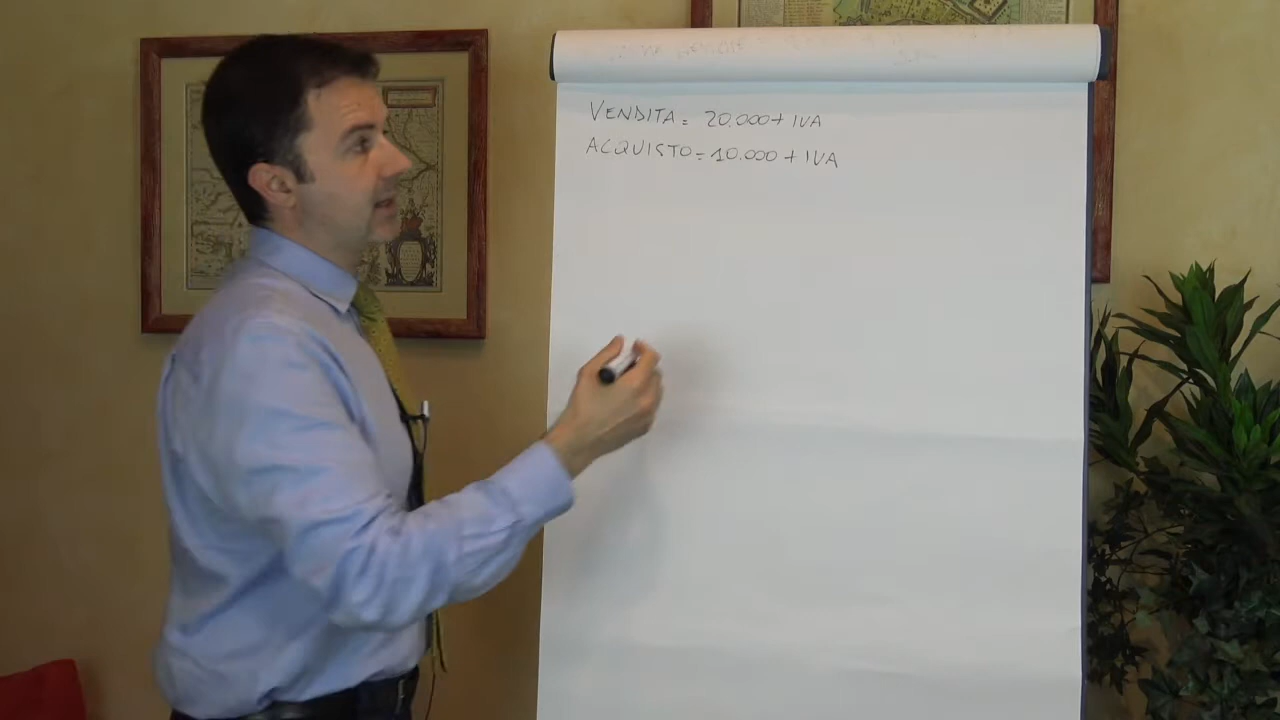 VENDITA = 20.000 + IVA
ACQUISTO = 10.000 + IVA